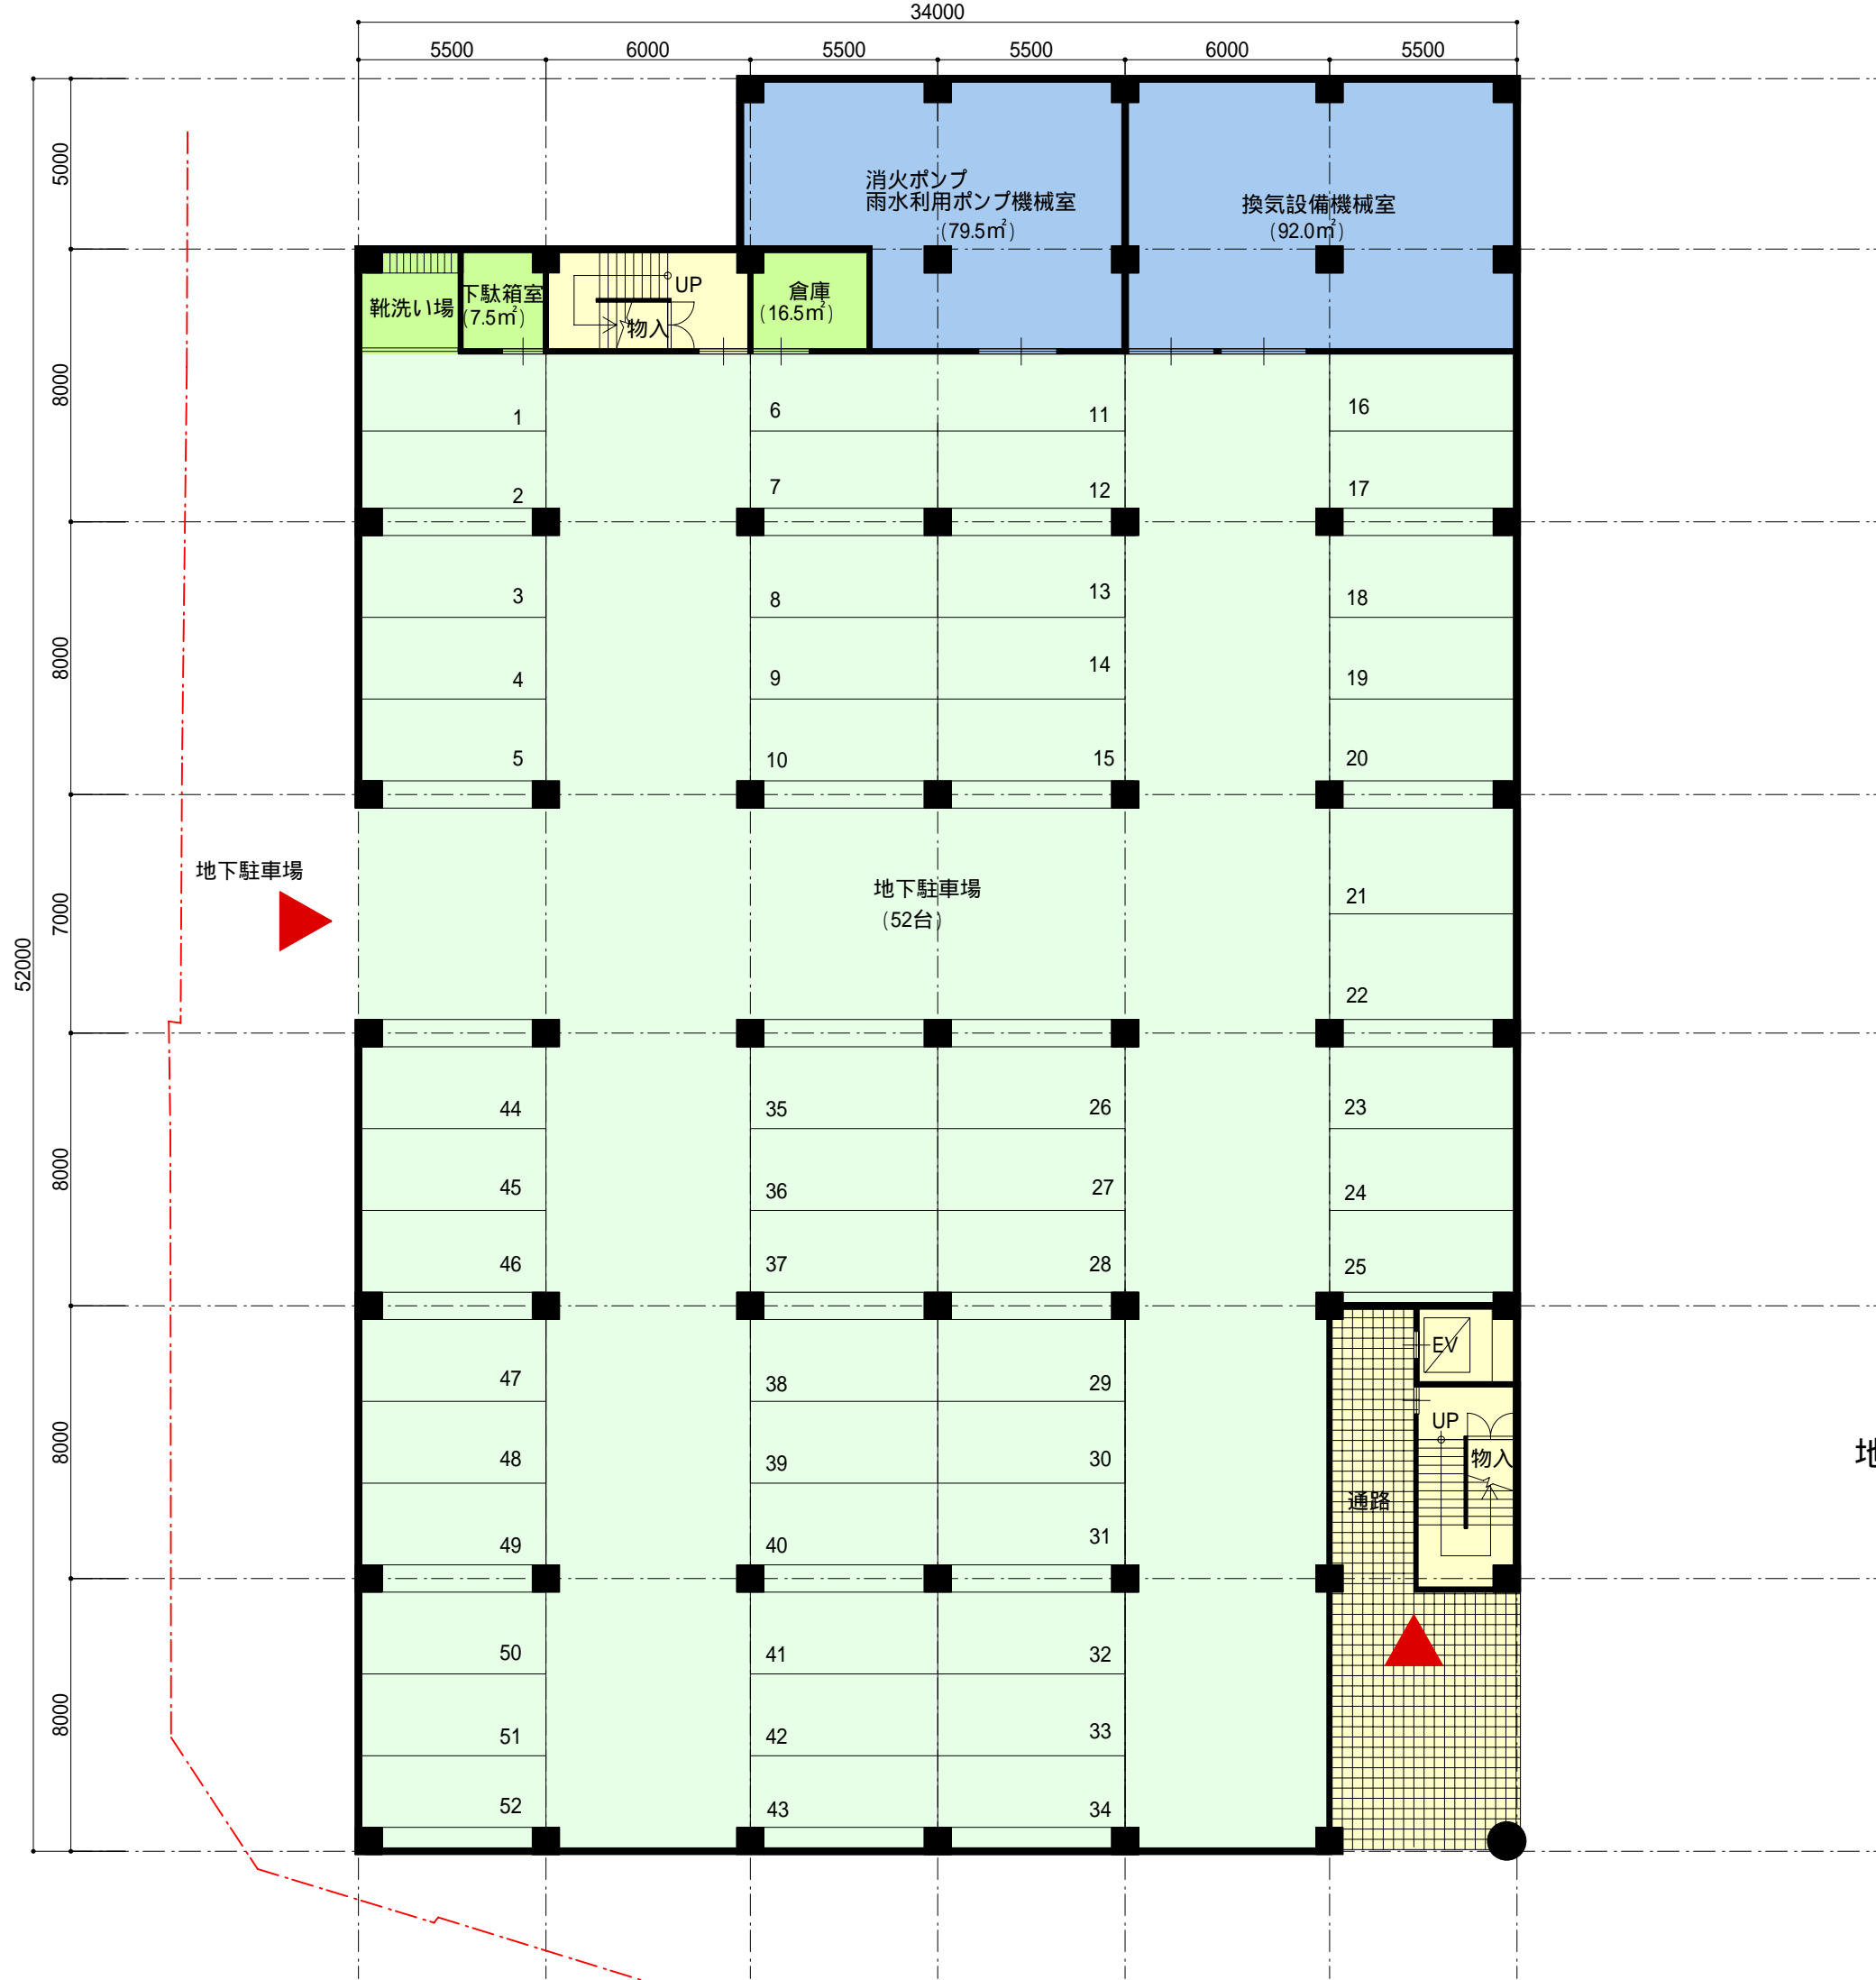 34000
5500 6000 5500 5500 6000 5500
52000
5000
8000
8000
7000
8000
8000
8000
消火ポンプ
雨水利用ポンプ機械室
(79.5㎡)
換気設備機械室
(92.0㎡)
靴洗い場
下駄箱室
(7.5㎡)
UP
物入
倉庫
(16.5㎡)
1 6 11 16
2 7 12 17
3 8 13 18
4 9 14 19
5 10 15 20
地下駐車場
地下駐車場
(52台)
21
22
44 35 26 23
45 36 27 24
46 37 28 25
EV
UP
物入
通路
47 38 29
48 39 30
49 40 31
50 41 32
51 42 33
52 43 34
地